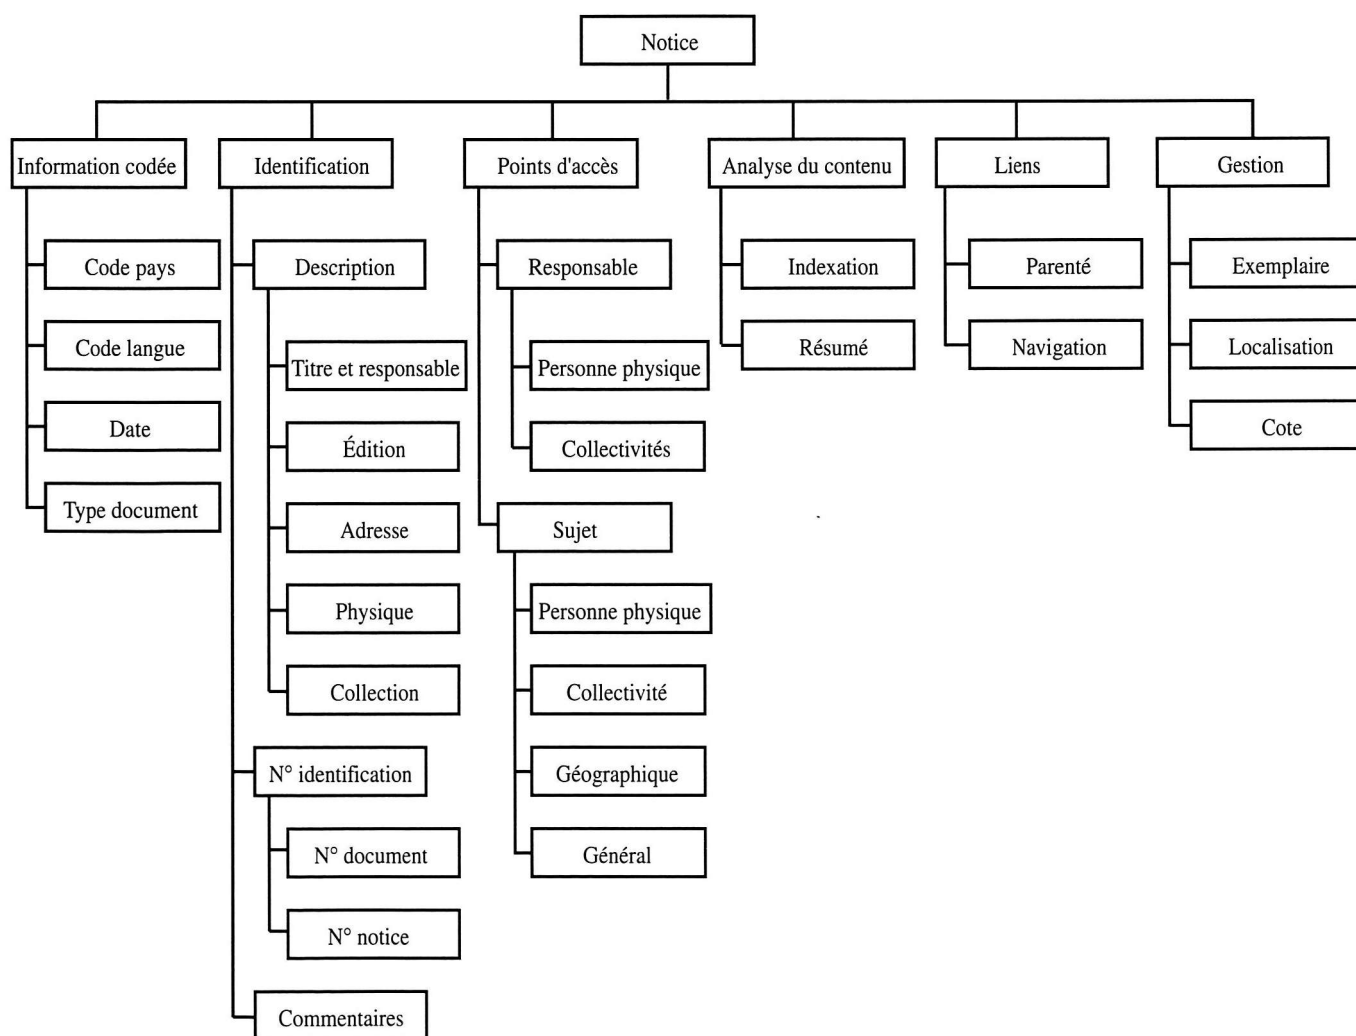 Notice
Information codée
Identification
Points d'accès
Analyse du contenu
Liens
Gestion
Code pays
Code langue
Date
Type document
Description
Titre et responsable
Édition
Adresse
Physique
Collection
N° identification
N° document
N° notice
Commentaires
Responsable
Personne physique
Collectivités
Sujet
Personne physique
Collectivité
Géographique
Général
Indexation
Résumé
Parenté
Navigation
Exemplaire
Localisation
Cote